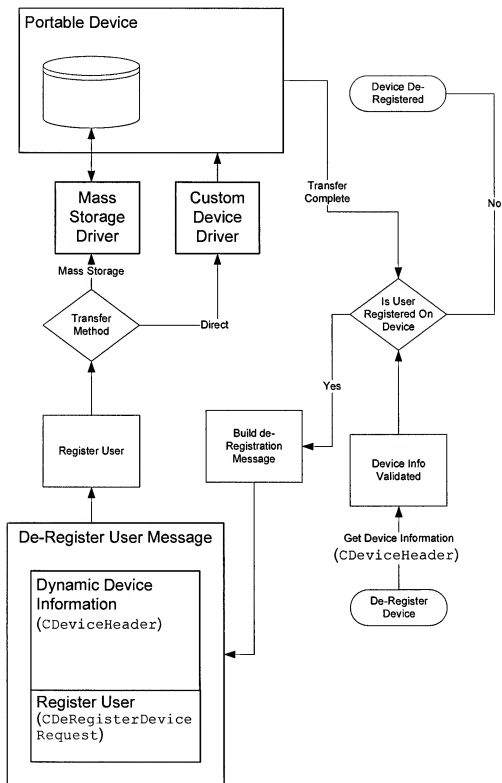 Portable Device
Device De-
Registered
Transfer
Complete
No
Mass
Storage
Driver
Custom
Device
Driver
Mass Storage
Is User
Registered On
Device
Transfer
Method
Direct
Yes
Build de-
Registration
Message
Register User
Device Info
Validated
De-Register User Message
Get Device Information
(CDeviceHeader)
Dynamic Device
Information
(CDeviceHeader)
De-Register
Device
Register User
(CDeRegisterDevice
Request)